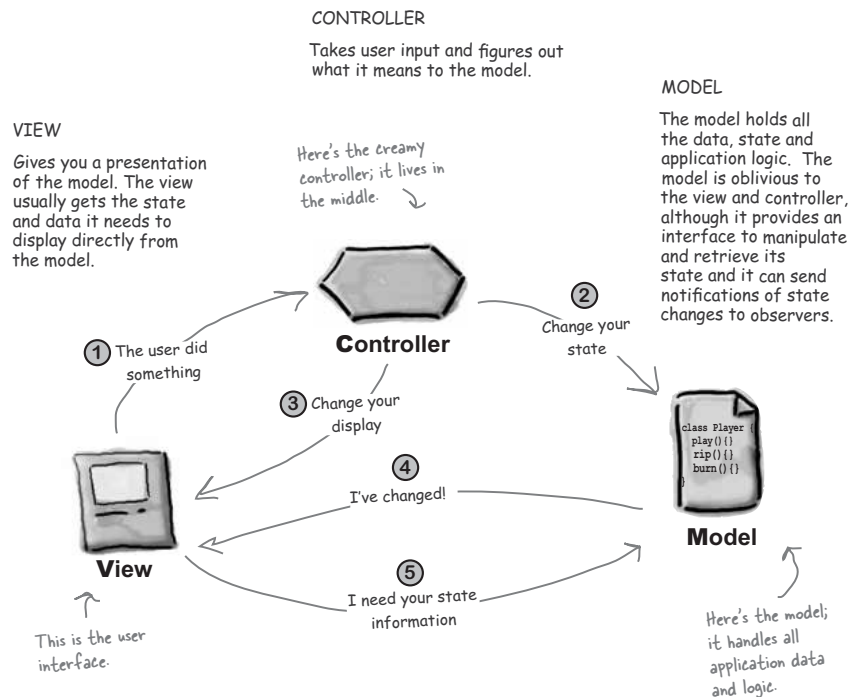 CONTROLLER
Takes user input and figures out
what it means to the model.
VIEW
Gives you a presentation
of the model. The view
usually gets the state
and data it needs to
display directly from
the model.
MODEL
The model holds all
the data, state and
application logic. The
model is oblivious to
the view and controller,
although it provides an
interface to manipulate
and retrieve its
state and it can send
notifications of state
changes to observers.
Here's the creamy
controller; it lives in
the middle.
Controller
1 The user did
something
2
Change your
state
3 Change your
display
class Player {
play(){}
rip(){}
burn(){}
}
4
I've changed!
Model
View
5
I need your state
information
This is the user
interface.
Here's the model;
it handles all
application data
and logic.